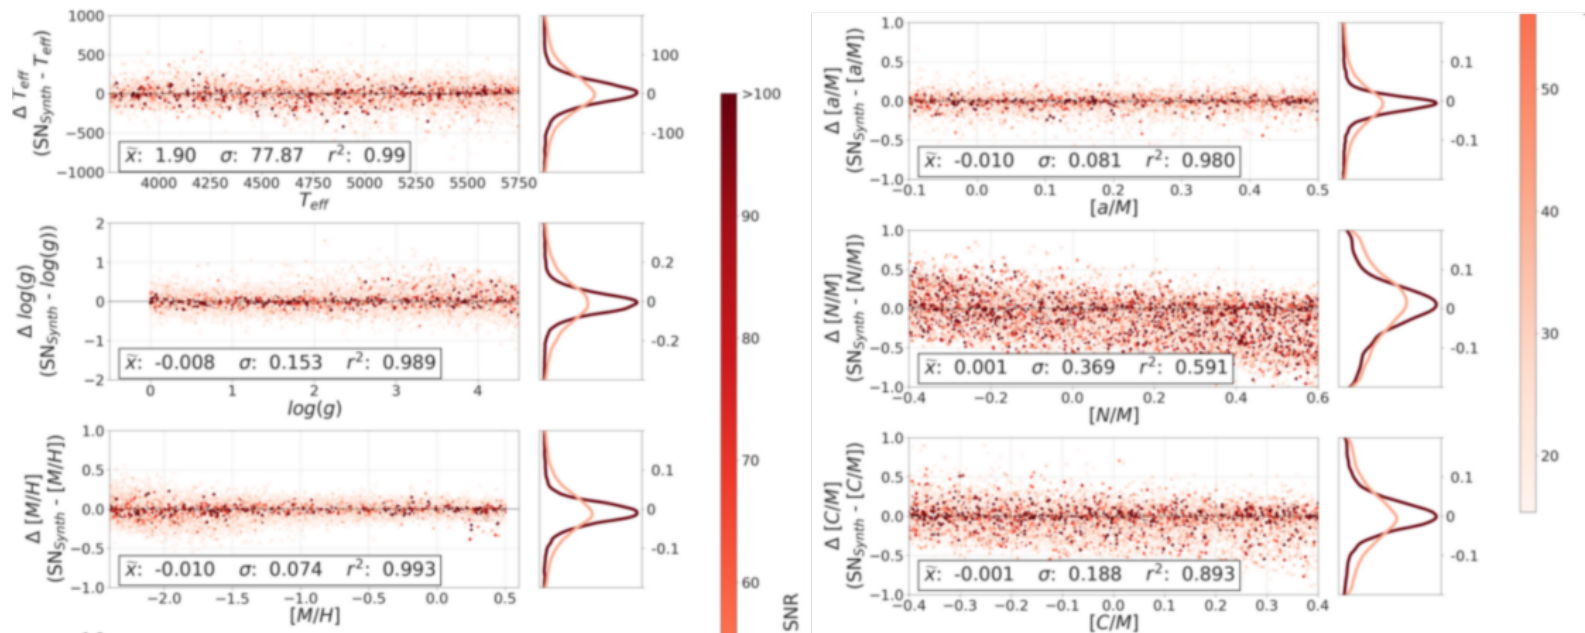 1000
500
0
−500
−1000
Δ T_eff
(SN_Synth - T_eff)
x̃: 1.90 σ: 77.87 r²: 0.99
4000 4250 4500 4750 5000 5250 5500 5750
T_eff
100
0
-100
2
1
0
−1
−2
Δ log(g)
(SN_Synth - log(g))
x̃: -0.008 σ: 0.153 r²: 0.989
0 1 2 3 4
log(g)
0.2
0
-0.2
1.0
0.5
0.0
−0.5
−1.0
Δ [M/H]
(SN_Synth - [M/H])
x̃: -0.010 σ: 0.074 r²: 0.993
−2.0 −1.5 −1.0 −0.5 0.0 0.5
[M/H]
0.1
0
-0.1
>100
90
80
70
60
SNR
1.0
0.5
0.0
−0.5
−1.0
Δ [a/M]
(SN_Synth - [a/M])
x̃: -0.010 σ: 0.081 r²: 0.980
−0.1 0.0 0.1 0.2 0.3 0.4 0.5
[a/M]
0.1
0
-0.1
1.0
0.5
0.0
−0.5
−1.0
Δ [N/M]
(SN_Synth - [N/M])
x̃: 0.001 σ: 0.369 r²: 0.591
−0.4 −0.2 0.0 0.2 0.4 0.6
[N/M]
0.1
0
-0.1
1.0
0.5
0.0
−0.5
−1.0
Δ [C/M]
(SN_Synth - [C/M])
x̃: -0.001 σ: 0.188 r²: 0.893
−0.4 −0.3 −0.2 −0.1 0.0 0.1 0.2 0.3 0.4
[C/M]
0.1
0
-0.1
50
40
30
20